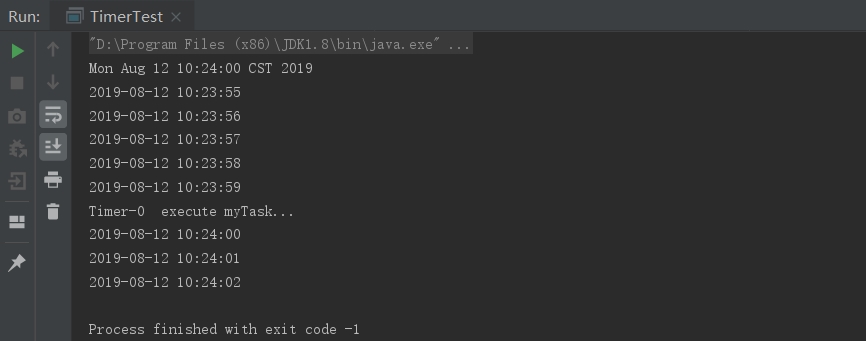 Run: TimerTest
"D:\Program Files (x86)\JDK1.8\bin\java.exe" ...
Mon Aug 12 10:24:00 CST 2019
2019-08-12 10:23:55
2019-08-12 10:23:56
2019-08-12 10:23:57
2019-08-12 10:23:58
2019-08-12 10:23:59
Timer-0  execute myTask...
2019-08-12 10:24:00
2019-08-12 10:24:01
2019-08-12 10:24:02
Process finished with exit code -1